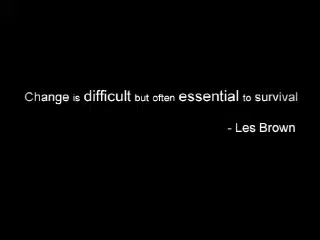 Change is difficult but often essential to survival
- Les Brown